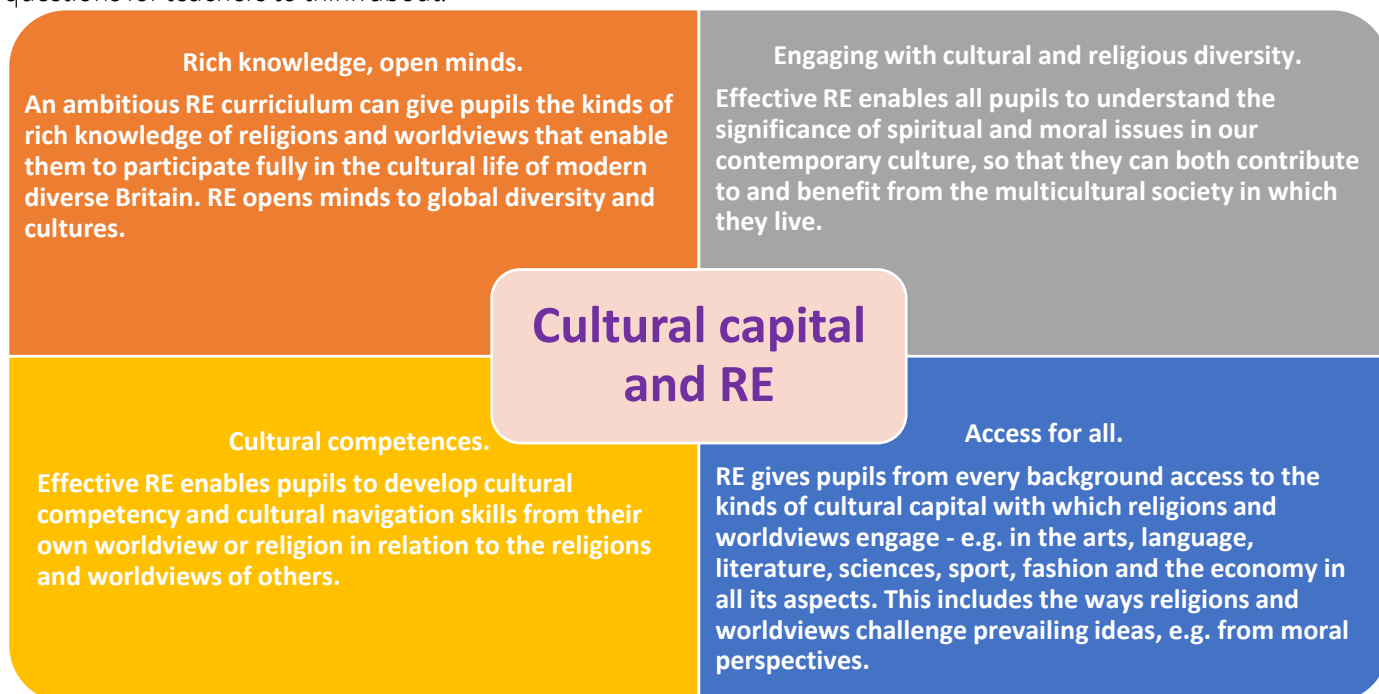 questions for teachers to think about.
Rich knowledge, open minds.
An ambitious RE curriciulum can give pupils the kinds of
rich knowledge of religions and worldviews that enable
them to participate fully in the cultural life of modern
diverse Britain. RE opens minds to global diversity and
cultures.
Engaging with cultural and religious diversity.
Effective RE enables all pupils to understand the
significance of spiritual and moral issues in our
contemporary culture, so that they can both contribute
to and benefit from the multicultural society in which
they live.
Cultural capital
and RE
Cultural competences.
Effective RE enables pupils to develop cultural
competency and cultural navigation skills from their
own worldview or religion in relation to the religions
and worldviews of others.
Access for all.
RE gives pupils from every background access to the
kinds of cultural capital with which religions and
worldviews engage - e.g. in the arts, language,
literature, sciences, sport, fashion and the economy in
all its aspects. This includes the ways religions and
worldviews challenge prevailing ideas, e.g. from moral
perspectives.